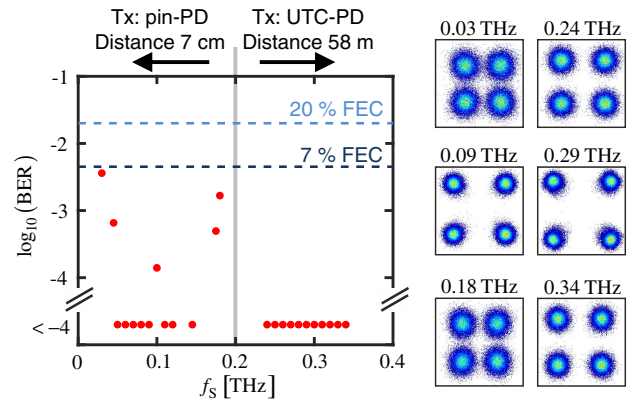 Tx: pin-PD
Distance 7 cm
Tx: UTC-PD
Distance 58 m
-1
-2
-3
-4
< -4
log10(BER)
20 % FEC
7 % FEC
0 0.1 0.2 0.3 0.4
fS [THz]
0.03 THz 0.24 THz
0.09 THz 0.29 THz
0.18 THz 0.34 THz